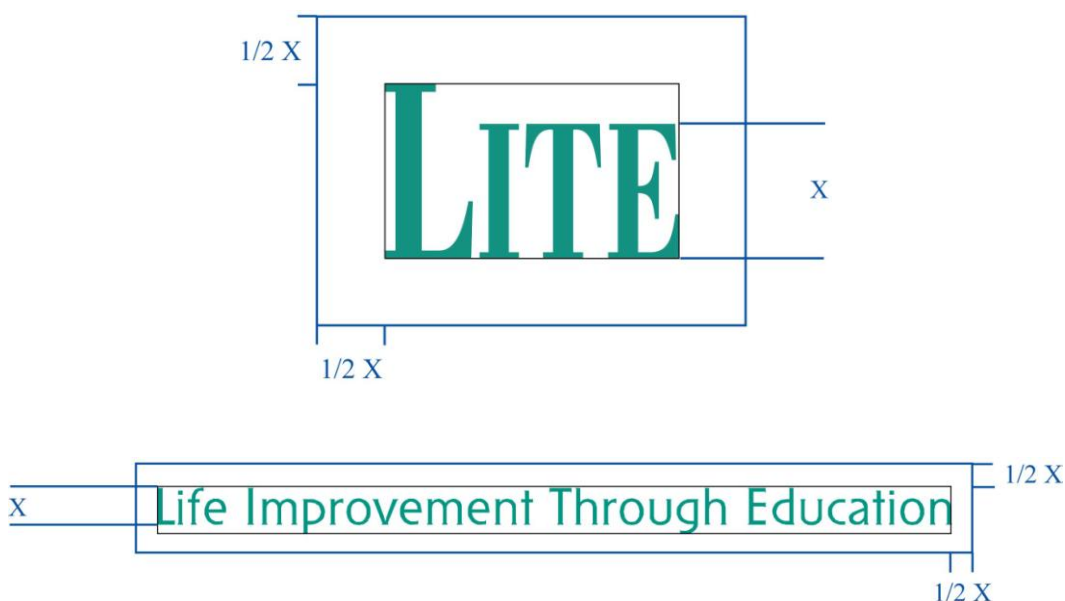 1/2 X
LITE
X
1/2 X
1/2 X
X
Life Improvement Through Education
1/2 X